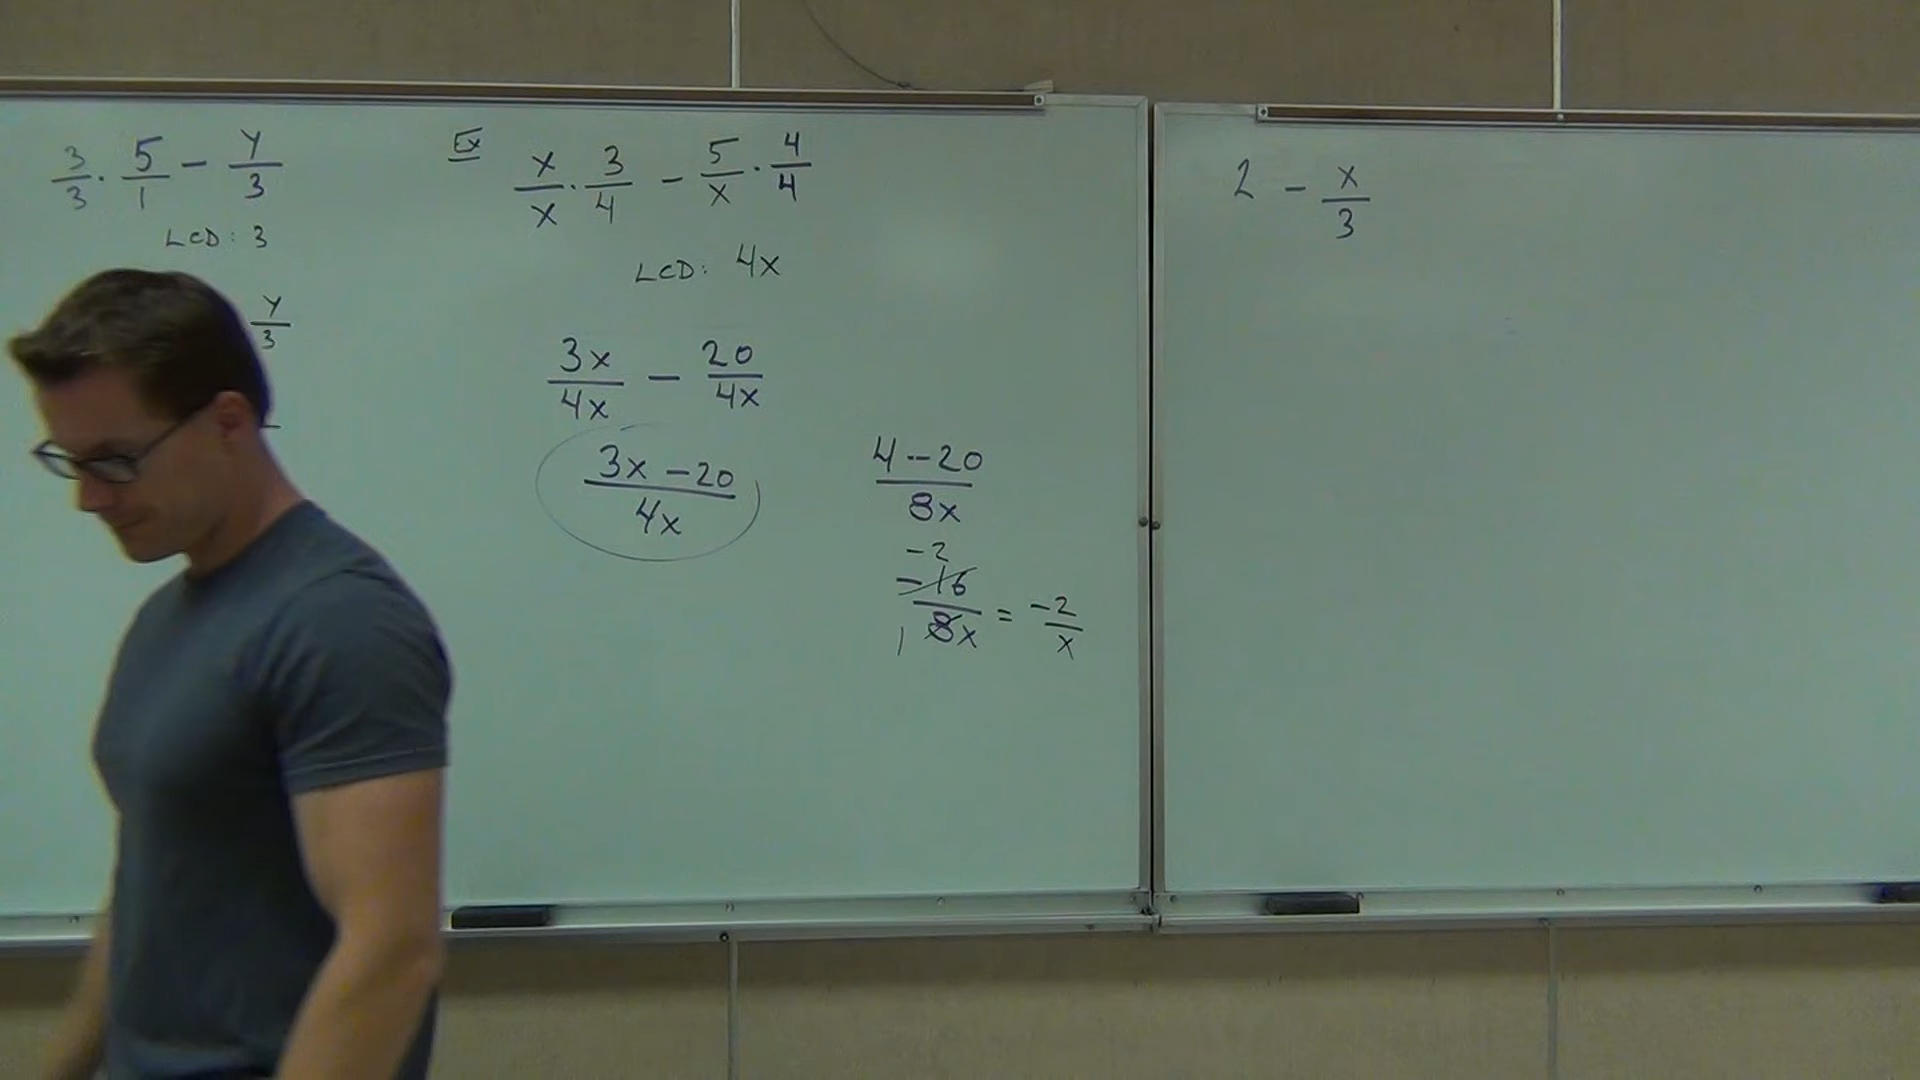 3/3 · 5/1 - y/3
LCD: 3
y/3
Ex x/x · 3/4 - 5/x · 4/4
LCD: 4x
3x/4x - 20/4x
(3x - 20)/4x
(4 - 20)/8x
-2
-16/8x = -2/x
1
2 - x/3